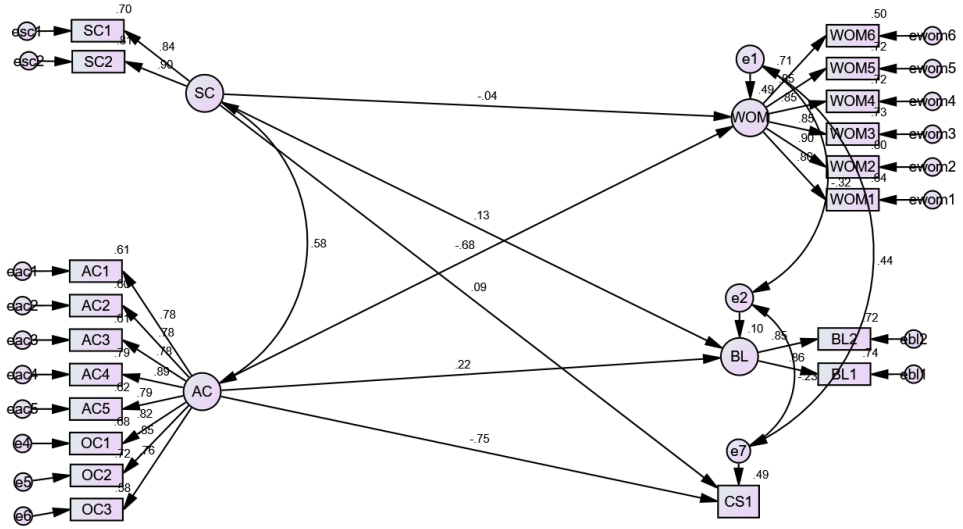 .70
esc1 SC1
.81
esc2 SC2
.84
.90
SC
-.04
.50
WOM6 ewom6
.72
WOM5 ewom5
.72
WOM4 ewom4
.73
WOM3 ewom3
.80
WOM2 ewom2
.64
WOM1 ewom1
e1
.71
.85
.49
.85
WOM
.85
.90
.80
-.32
.13
.58
-.68
.44
.09
.61
eac1 AC1
.60
eac2 AC2
.61
eac3 AC3
.79
eac4 AC4
.62
eac5 AC5
.68
e4 OC1
.72
e5 OC2
.58
e6 OC3
.78
.78
.78
.89
.79
.82
.85
.76
AC
.22
-.75
e2
.10
BL
.85
.86
-.23
.72
BL2 ebl2
.74
BL1 ebl1
e7
.49
CS1